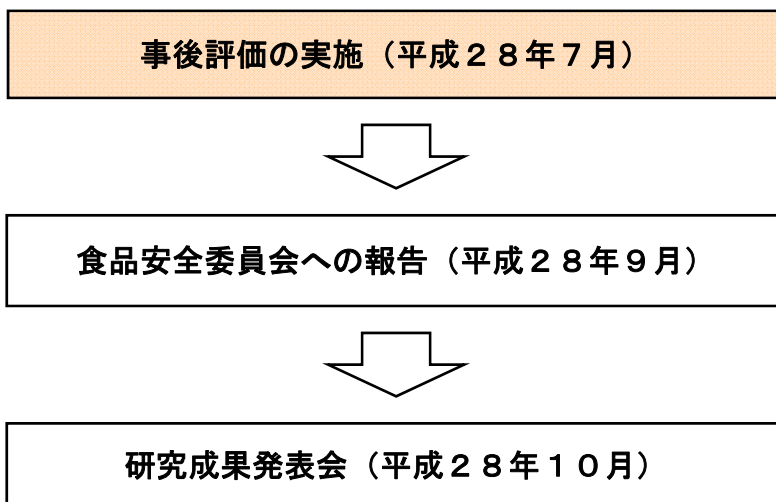 事後評価の実施（平成２８年７月）
食品安全委員会への報告（平成２８年９月）
研究成果発表会（平成２８年１０月）